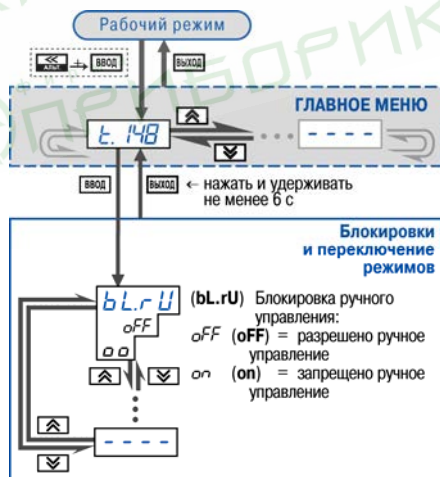 Рабочий режим
АЛЬТ. ВВОД ВЫХОД
ГЛАВНОЕ МЕНЮ
t. 148 - - - -
ВВОД ВЫХОД ← нажать и удерживать
не менее 6 с
Блокировки
и переключение
режимов
bL.rU (bL.rU) Блокировка ручного
управления:
oFF oFF (oFF) = разрешено ручное
управление
on (on) = запрещено ручное
управление
- - - -